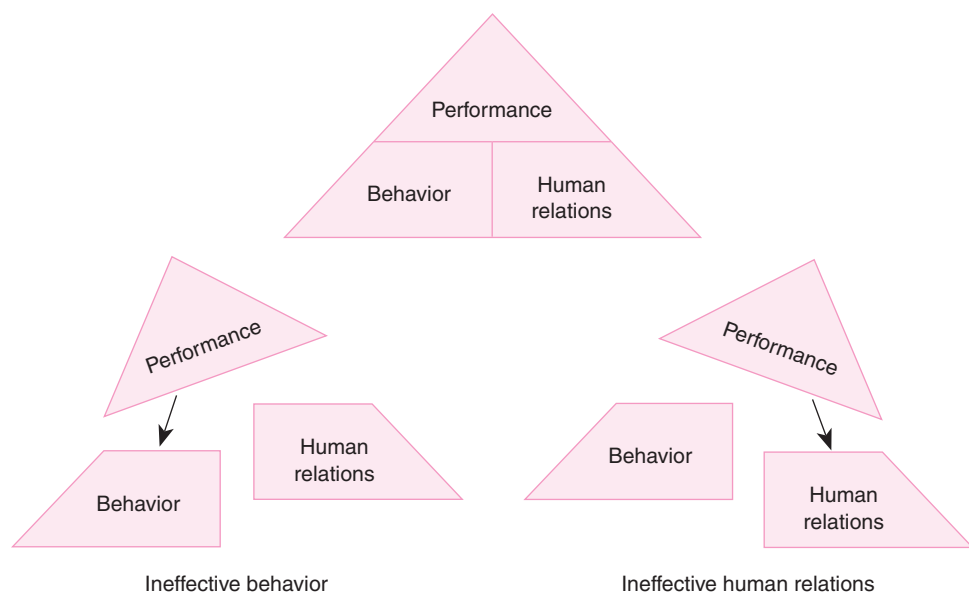 Performance
Behavior
Human
relations
Performance
Performance
Human
relations
Behavior
Behavior
Human
relations
Ineffective behavior
Ineffective human relations